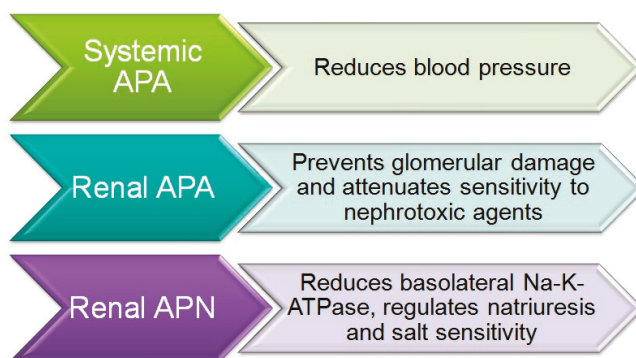 Systemic
APA
Reduces blood pressure
Renal APA
Prevents glomerular damage
and attenuates sensitivity to
nephrotoxic agents
Renal APN
Reduces basolateral Na-K-
ATPase, regulates natriuresis
and salt sensitivity